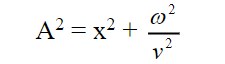 A² = x² + ω²/v²